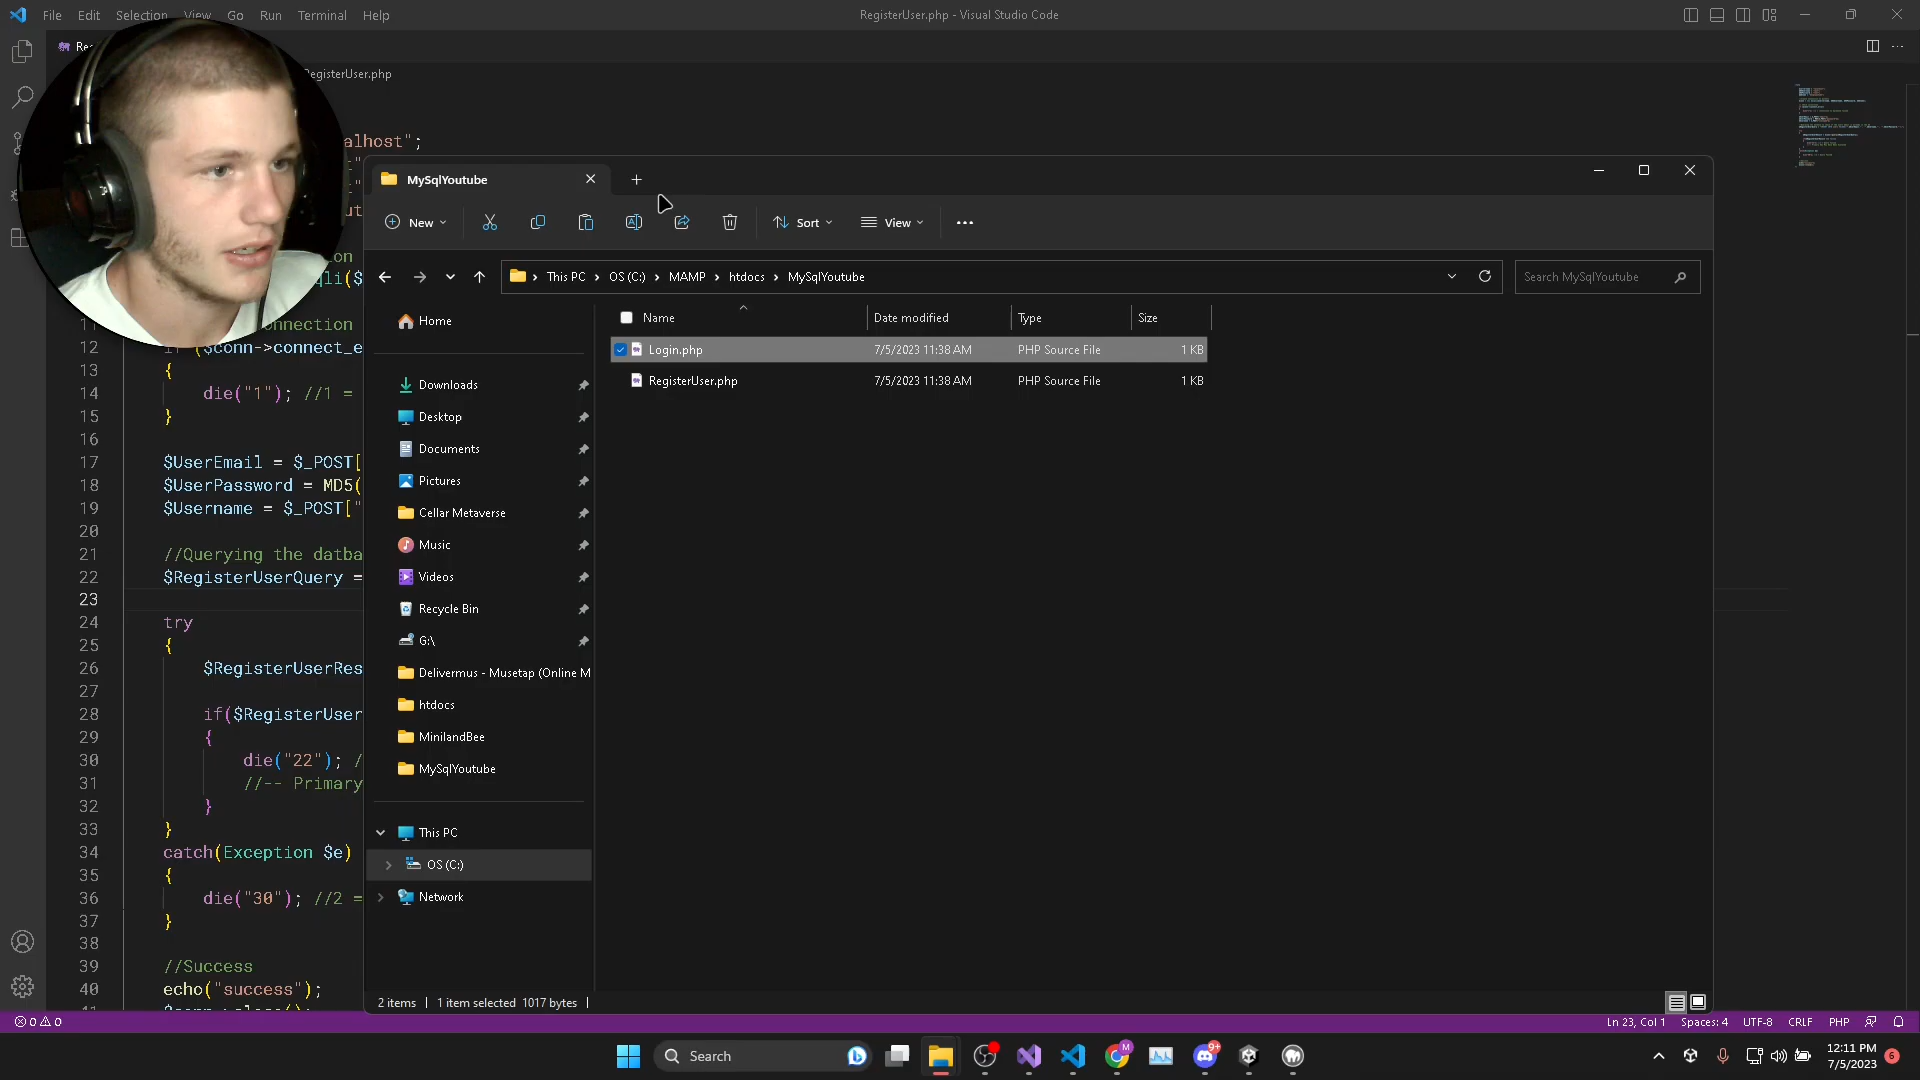 File Edit Selection View Go Run Terminal Help
RegisterUser.php - Visual Studio Code
RegisterUser.php
alhost";
MySqlYoutube
New
Sort
View
This PC > OS (C:) > MAMP > htdocs > MySqlYoutube
Search MySqlYoutube
Name Date modified Type Size
Login.php 7/5/2023 11:38 AM PHP Source File 1 KB
RegisterUser.php 7/5/2023 11:38 AM PHP Source File 1 KB
Home
Downloads
Desktop
Documents
Pictures
Cellar Metaverse
Music
Videos
Recycle Bin
G:\
Delivermus - Musetap (Online M
htdocs
MinilandBee
MySqlYoutube
This PC
OS (C:)
Network
2 items | 1 item selected 1017 bytes |
12 if ($conn->connect_e
13 {
14 die("1"); //1 =
15 }
16
17 $UserEmail = $_POST[
18 $UserPassword = MD5(
19 $Username = $_POST["
20
21 //Querying the datba
22 $RegisterUserQuery =
23
24 try
25 {
26 $RegisterUserRes
27
28 if($RegisterUser
29 {
30 die("22"); /
31 //-- Primary
32 }
33 }
34 catch(Exception $e)
35 {
36 die("30"); //2 =
37 }
38
39 //Success
40 echo("success");
0 0
Ln 23, Col 1 Spaces: 4 UTF-8 CRLF PHP
Search
9+
M
12:11 PM
7/5/2023
6